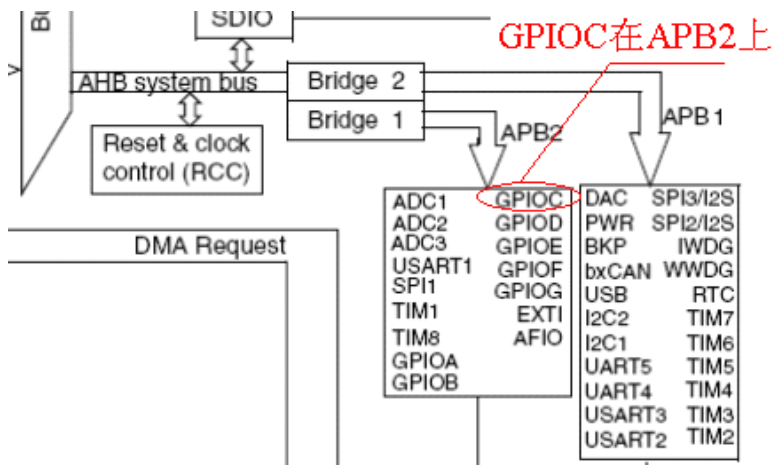 SDIO
GPIOC在APB2上
AHB system bus
Bridge 2
Bridge 1
APB2
APB1
Reset & clock
control (RCC)
DMA Request
ADC1 GPIOC
ADC2 GPIOD
ADC3 GPIOE
USART1 GPIOF
SPI1 GPIOG
TIM1 EXTI
TIM8 AFIO
GPIOA
GPIOB
DAC SPI3/I2S
PWR SPI2/I2S
BKP IWDG
bxCAN WWDG
USB RTC
I2C2 TIM7
I2C1 TIM6
UART5 TIM5
UART4 TIM4
USART3 TIM3
USART2 TIM2